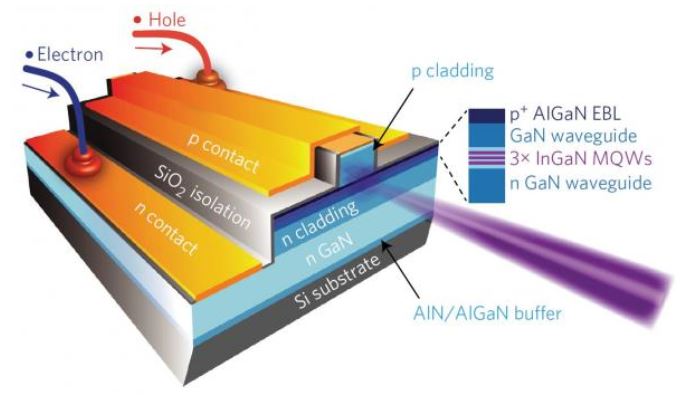 • Hole
• Electron
p cladding
p contact
SiO₂ isolation
n contact
n cladding
n GaN
Si substrate
AlN/AlGaN buffer
p⁺ AlGaN EBL
GaN waveguide
3× InGaN MQWs
n GaN waveguide